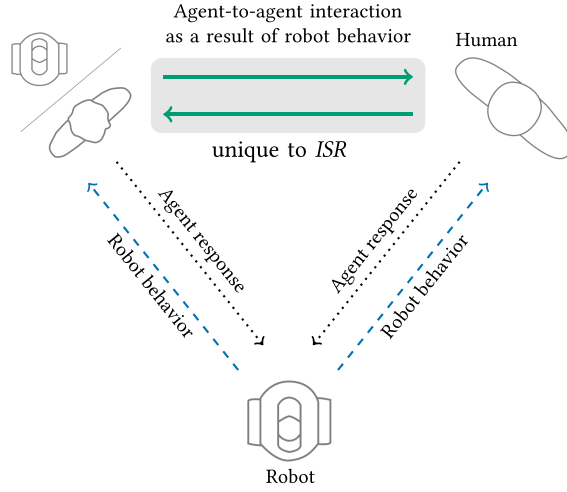 Agent-to-agent interaction
as a result of robot behavior
Human
unique to ISR
Agent response
Robot behavior
Agent response
Robot behavior
Robot